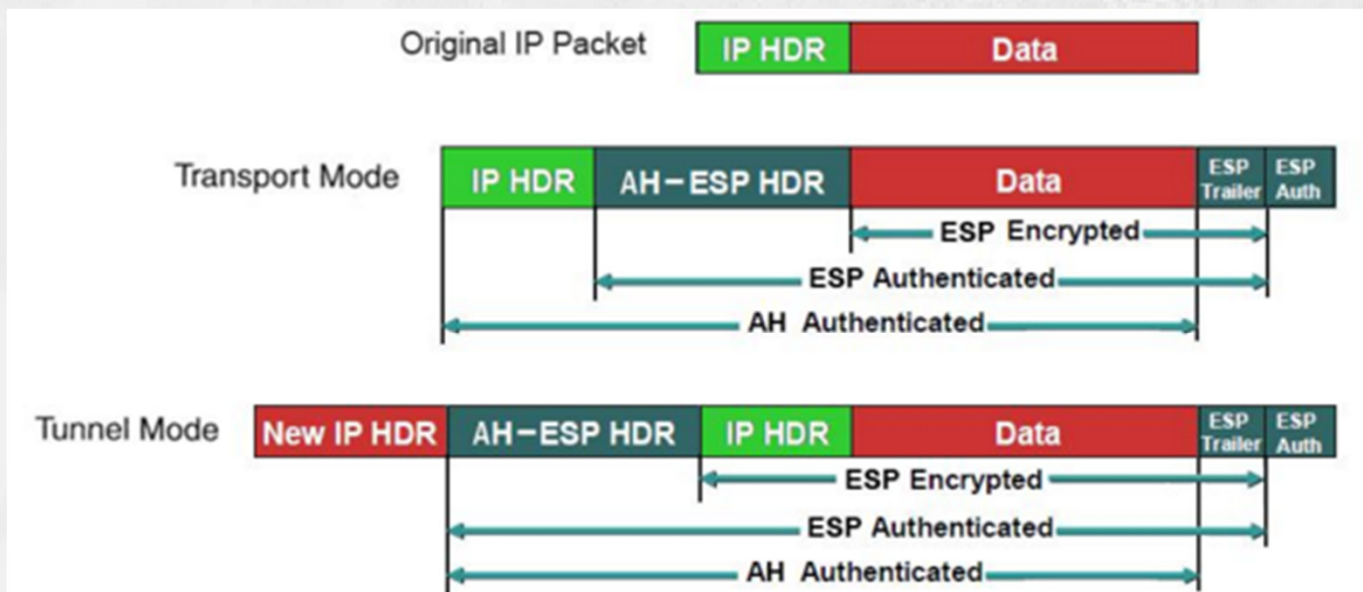 Original IP Packet IP HDR Data
Transport Mode IP HDR AH-ESP HDR Data ESP Trailer ESP Auth
ESP Encrypted
ESP Authenticated
AH Authenticated
Tunnel Mode New IP HDR AH-ESP HDR IP HDR Data ESP Trailer ESP Auth
ESP Encrypted
ESP Authenticated
AH Authenticated